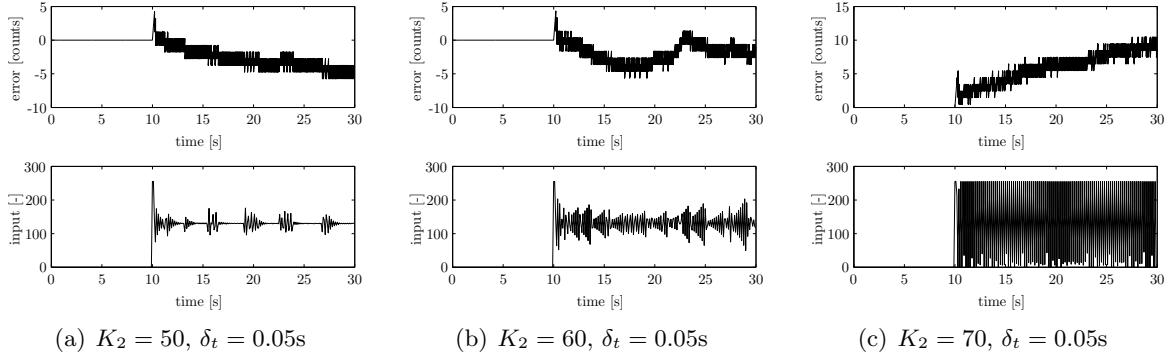 5
0
-5
-10
error [counts]
0 5 10 15 20 25 30
time [s]
300
200
100
0
input [-]
0 5 10 15 20 25 30
time [s]
(a) K₂ = 50, δₜ = 0.05s
5
0
-5
-10
error [counts]
0 5 10 15 20 25 30
time [s]
300
200
100
0
input [-]
0 5 10 15 20 25 30
time [s]
(b) K₂ = 60, δₜ = 0.05s
15
10
5
0
error [counts]
0 5 10 15 20 25 30
time [s]
300
200
100
0
input [-]
0 5 10 15 20 25 30
time [s]
(c) K₂ = 70, δₜ = 0.05s